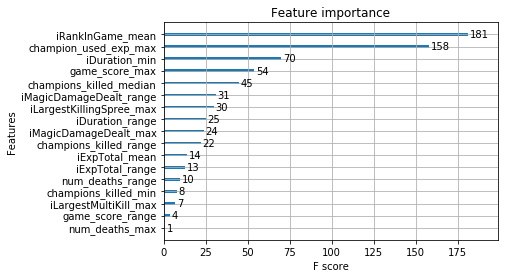 Feature importance
iRankInGame_mean 181
champion_used_exp_max 158
iDuration_min 70
game_score_max 54
champions_killed_median 45
iMagicDamageDealt_range 31
iLargestKillingSpree_max 30
iDuration_range 25
iMagicDamageDealt_max 24
champions_killed_range 22
iExpTotal_mean 14
iExpTotal_range 13
num_deaths_range 10
champions_killed_min 8
iLargestMultiKill_max 7
game_score_range 4
num_deaths_max 1
Features
0 25 50 75 100 125 150 175
F score